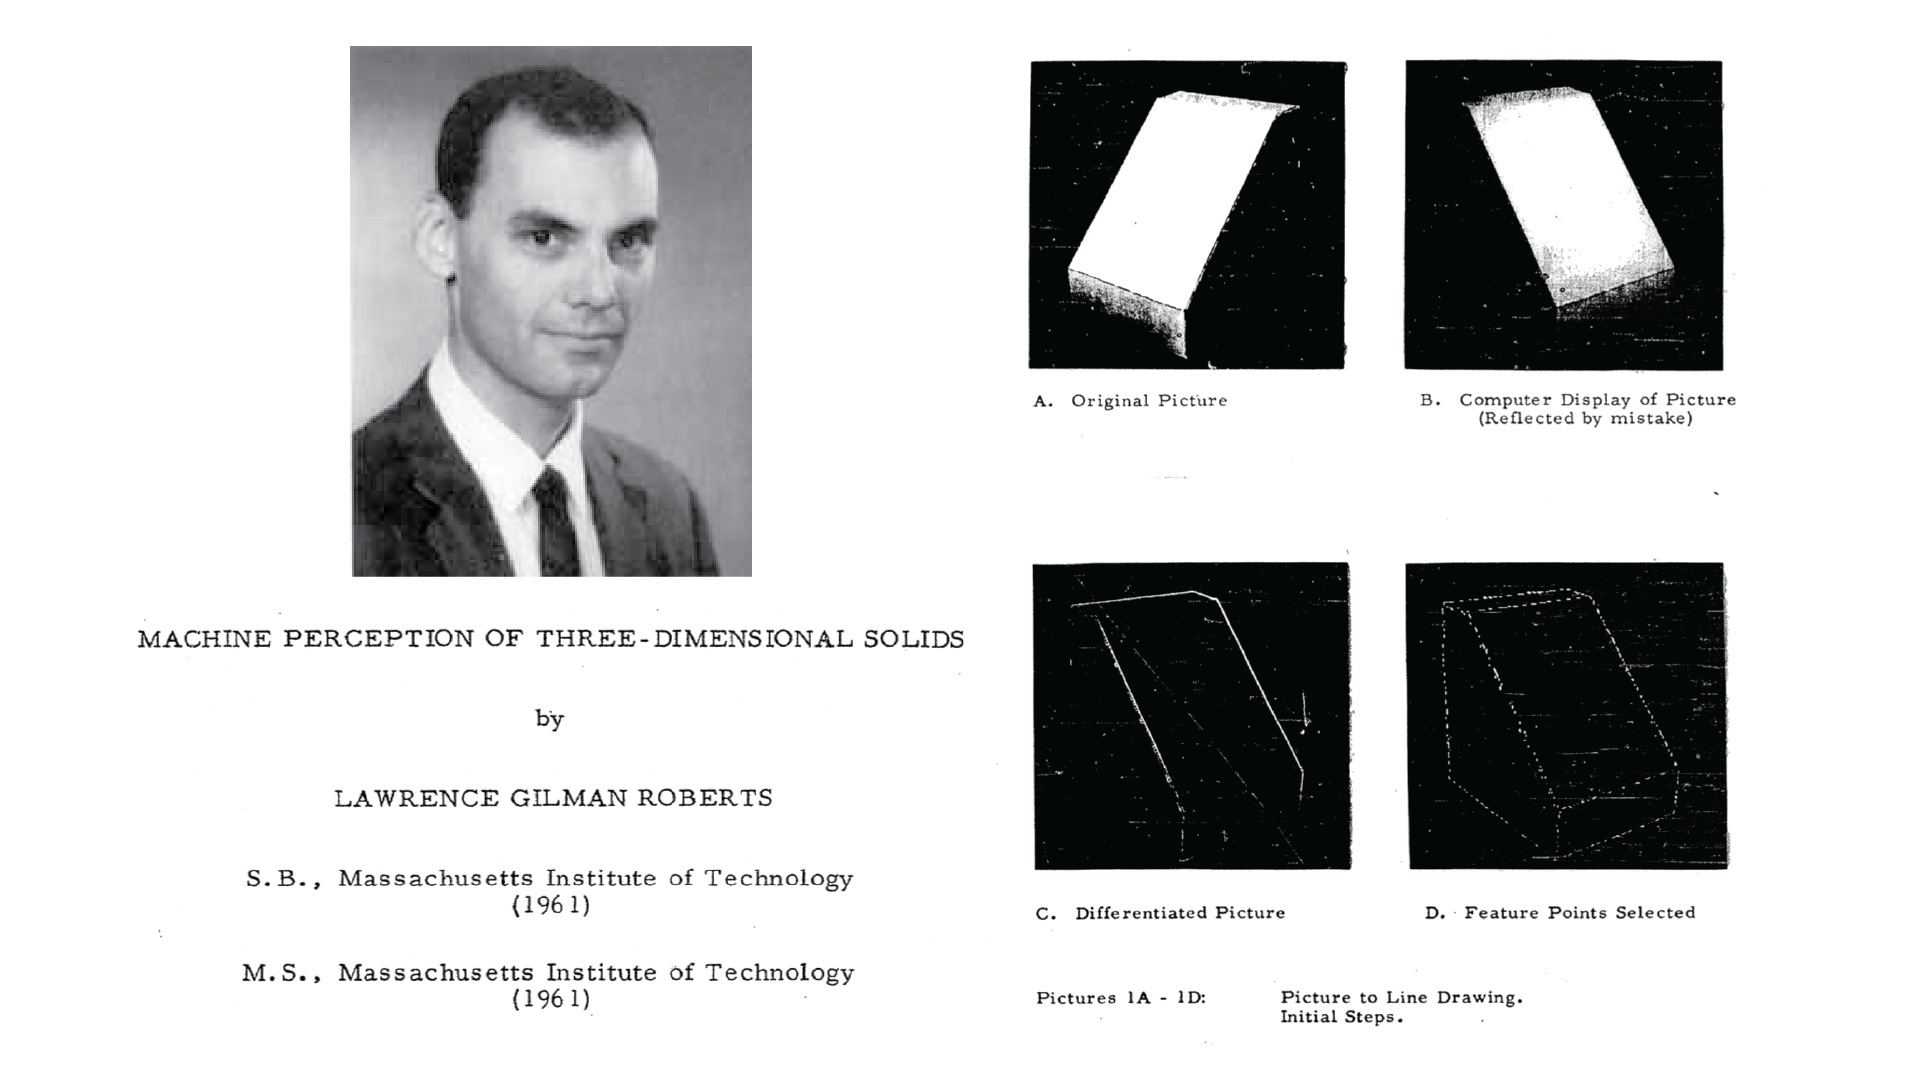 MACHINE PERCEPTION OF THREE-DIMENSIONAL SOLIDS
by
LAWRENCE GILMAN ROBERTS
S.B., Massachusetts Institute of Technology
(1961)
M.S., Massachusetts Institute of Technology
(1961)
A. Original Picture
B. Computer Display of Picture
(Reflected by mistake)
C. Differentiated Picture
D. Feature Points Selected
Pictures 1A - 1D: Picture to Line Drawing.
Initial Steps.